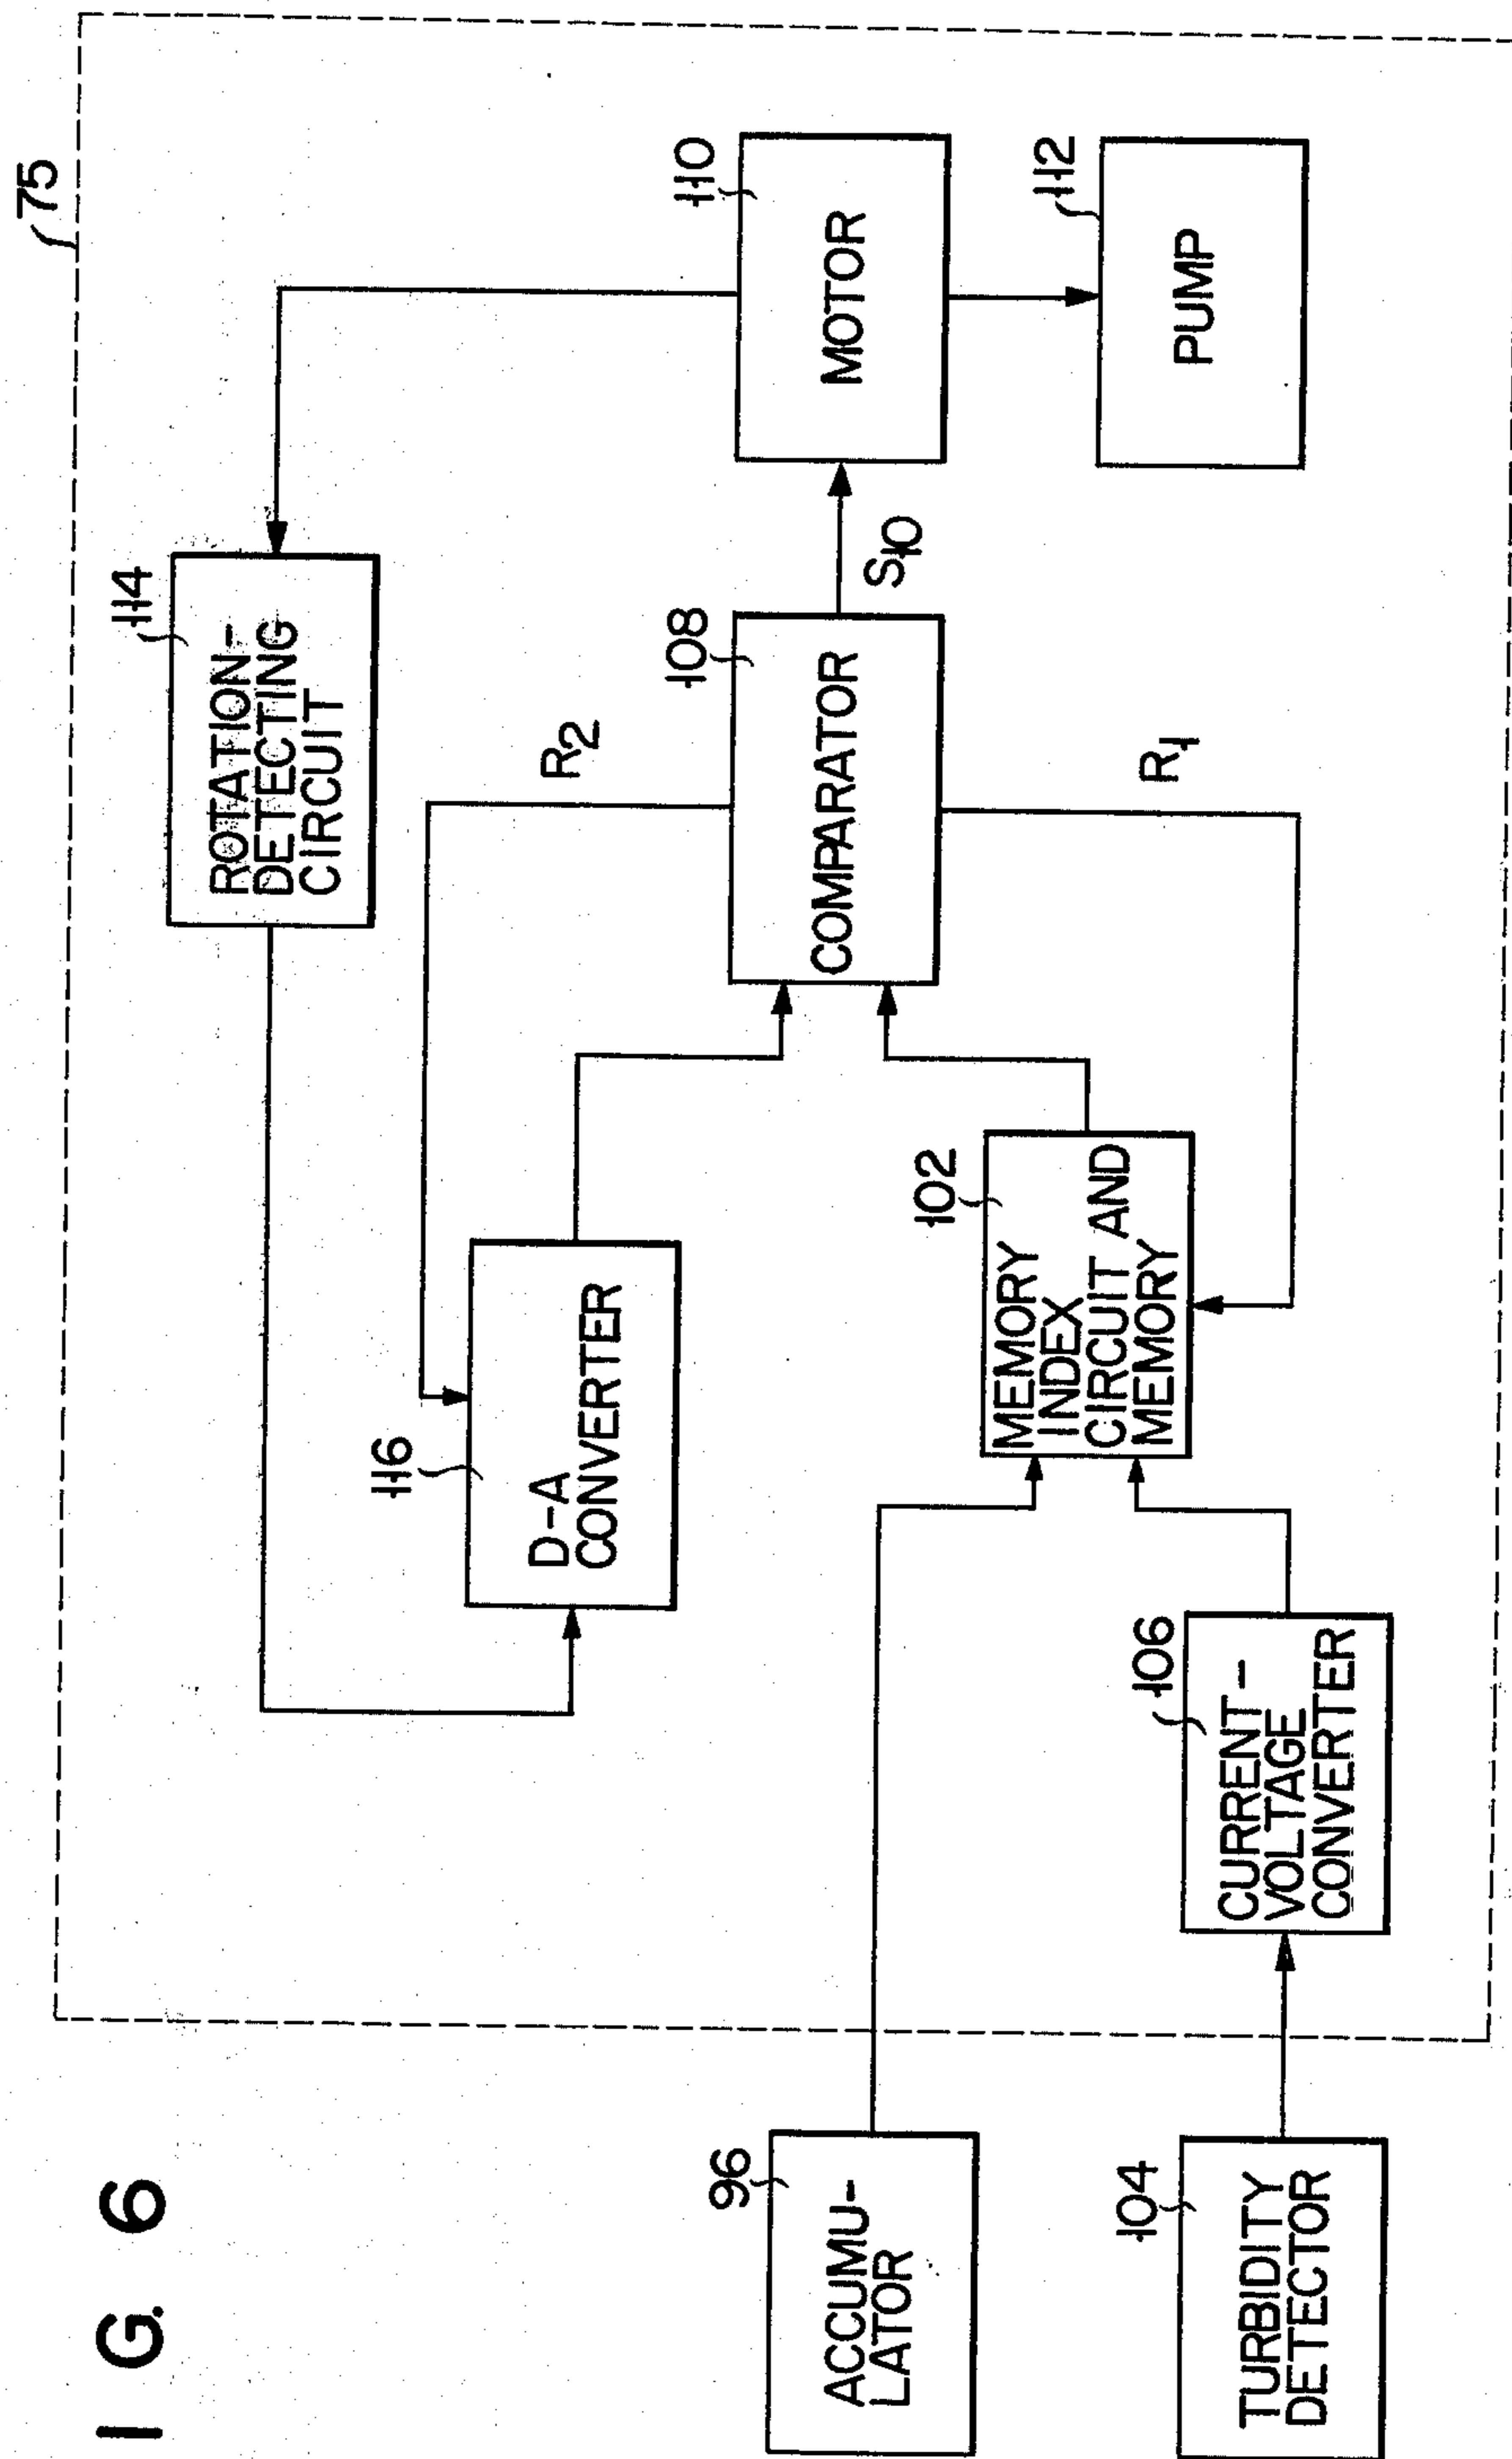 I G. 6
75
114
ROTATION-
DETECTING
CIRCUIT
116
D-A
CONVERTER
R2
96
ACCUMU-
LATOR
108
COMPARATOR
S10
110
MOTOR
102
MEMORY
INDEX
CIRCUIT AND
MEMORY
R1
104
TURBIDITY
DETECTOR
106
CURRENT-
VOLTAGE
CONVERTER
112
PUMP